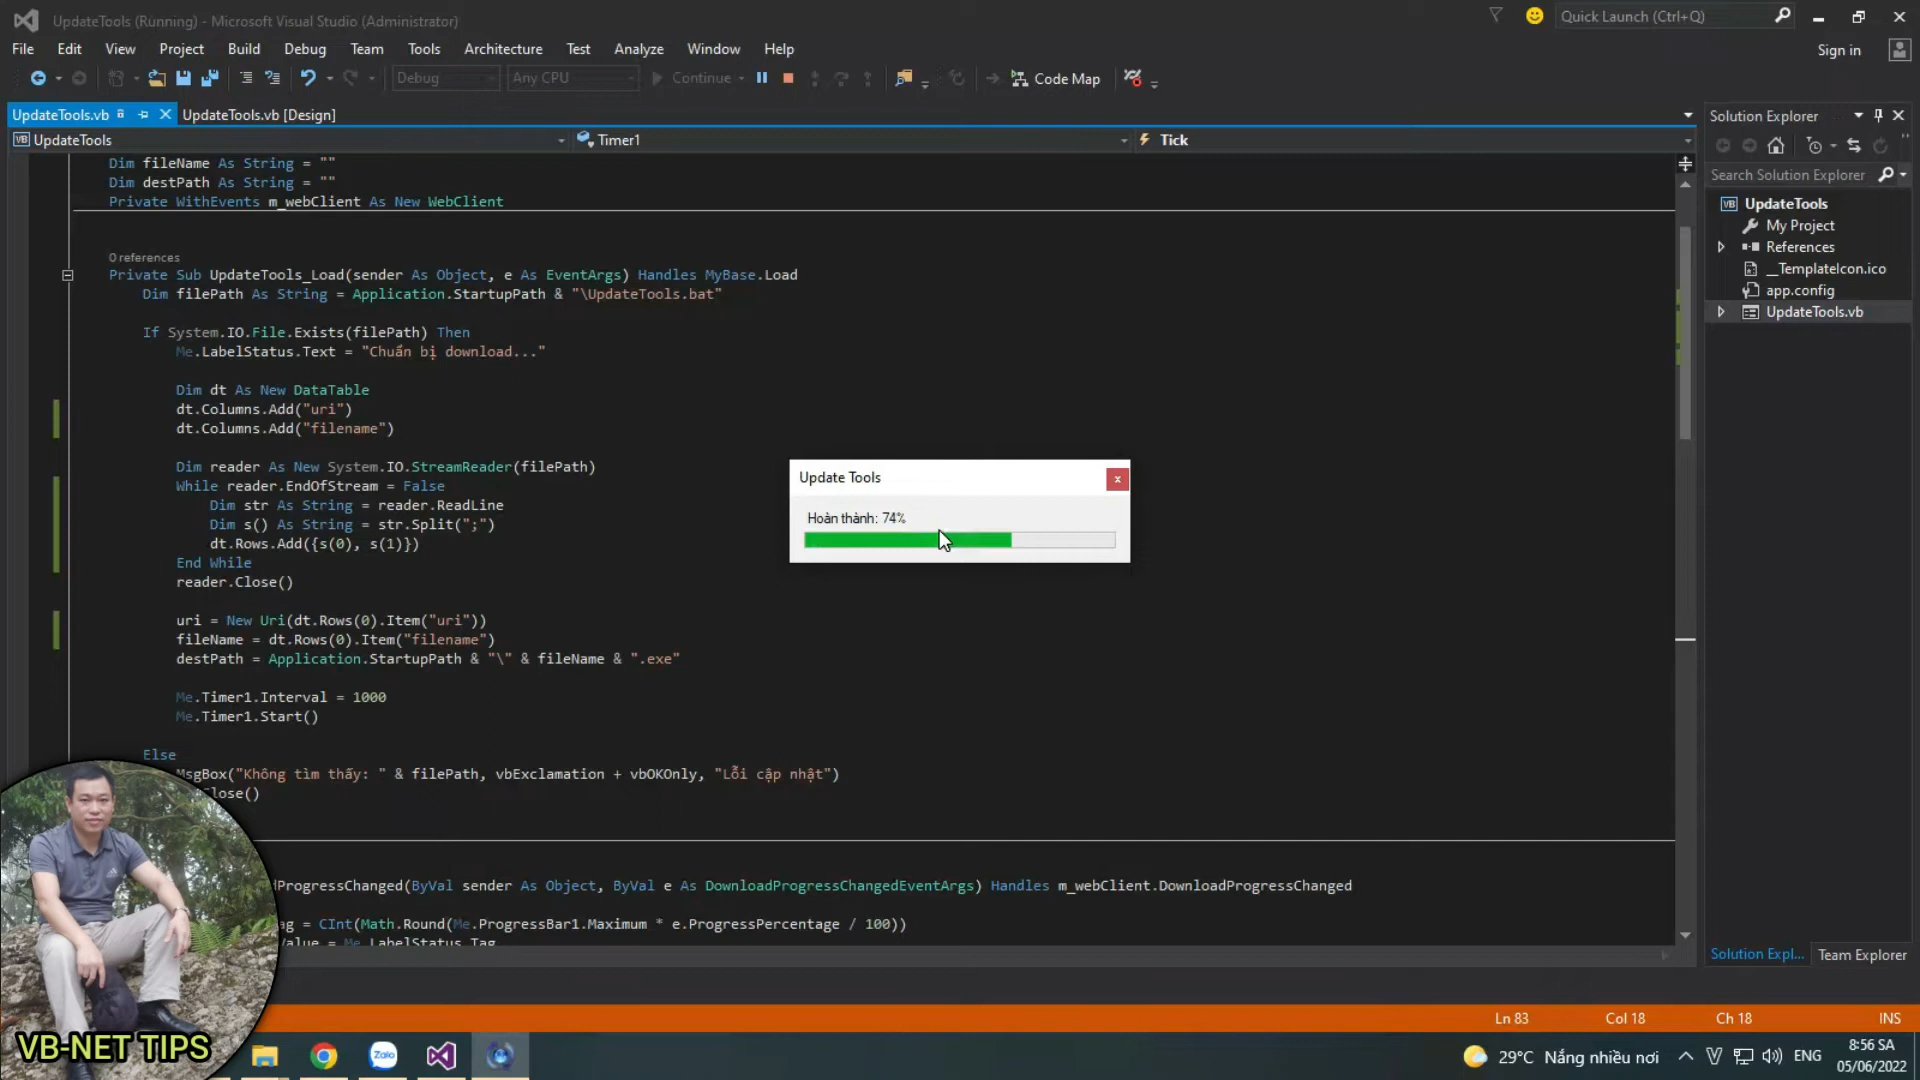 UpdateTools (Running) - Microsoft Visual Studio (Administrator)
Quick Launch (Ctrl+Q)
File Edit View Project Build Debug Team Tools Architecture Test Analyze Window Help
Sign in
Debug Any CPU Continue Code Map
UpdateTools.vb UpdateTools.vb [Design]
VB UpdateTools Timer1 Tick
Dim fileName As String = ""
Dim destPath As String = ""
Private WithEvents m_webClient As New WebClient
0 references
Private Sub UpdateTools_Load(sender As Object, e As EventArgs) Handles MyBase.Load
Dim filePath As String = Application.StartupPath & "\UpdateTools.bat"
If System.IO.File.Exists(filePath) Then
Me.LabelStatus.Text = "Chuẩn bị download..."
Dim dt As New DataTable
dt.Columns.Add("uri")
dt.Columns.Add("filename")
Dim reader As New System.IO.StreamReader(filePath)
While reader.EndOfStream = False
Dim str As String = reader.ReadLine
Dim s() As String = str.Split(";")
dt.Rows.Add({s(0), s(1)})
End While
reader.Close()
uri = New Uri(dt.Rows(0).Item("uri"))
fileName = dt.Rows(0).Item("filename")
destPath = Application.StartupPath & "\" & fileName & ".exe"
Me.Timer1.Interval = 1000
Me.Timer1.Start()
Else
MsgBox("Không tìm thấy: " & filePath, vbExclamation + vbOKOnly, "Lỗi cập nhật")
Close()
dProgressChanged(ByVal sender As Object, ByVal e As DownloadProgressChangedEventArgs) Handles m_webClient.DownloadProgressChanged
ag = CInt(Math.Round(Me.ProgressBar1.Maximum * e.ProgressPercentage / 100))
alue = Me.LabelStatus.Tag
Update Tools
x
Hoàn thành: 74%
Solution Explorer
Search Solution Explorer
VB UpdateTools
My Project
References
__TemplateIcon.ico
app.config
UpdateTools.vb
Solution Expl... Team Explorer
Ln 83 Col 18 Ch 18 INS
VB-NET TIPS
Zalo
29°C Nắng nhiều nơi
ENG
8:56 SA
05/06/2022